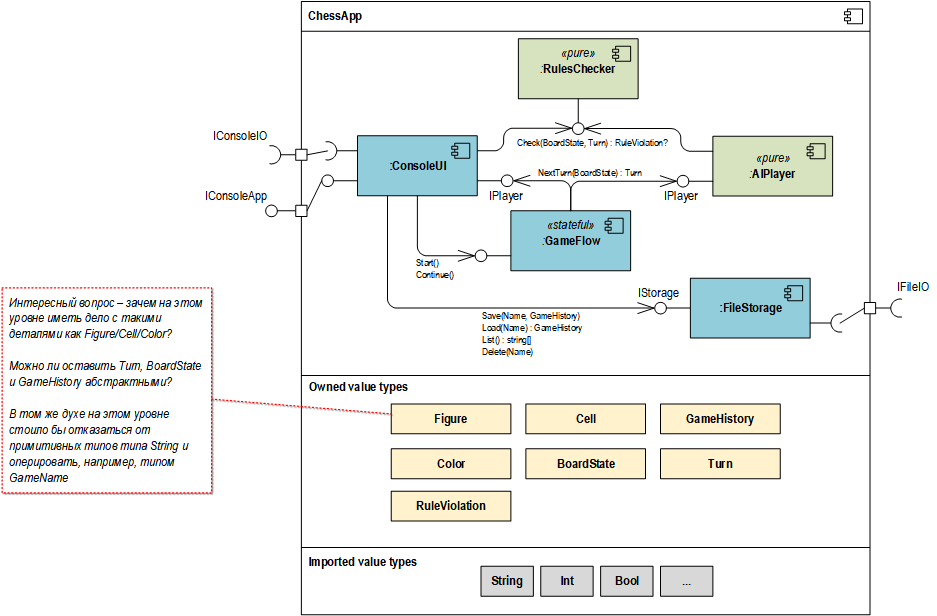 ChessApp
«pure»
:RulesChecker
IConsoleIO
Check(BoardState, Turn) : RuleViolation?
:ConsoleUI
«pure»
:AIPlayer
NextTurn(BoardState) : Turn
IConsoleApp
IPlayer
IPlayer
«stateful»
:GameFlow
Start()
Continue()
IStorage
:FileStorage
IFileIO
Save(Name, GameHistory)
Load(Name) : GameHistory
List() : string[]
Delete(Name)
Интересный вопрос – зачем на этом
уровне иметь дело с такими
деталями как Figure/Cell/Color?
Можно ли оставить Turn, BoardState
и GameHistory абстрактными?
В том же духе на этом уровне
стоило бы отказаться от
примитивных типов типа String и
оперировать, например, типом
GameName
Owned value types
Figure
Cell
GameHistory
Color
BoardState
Turn
RuleViolation
Imported value types
String
Int
Bool
...